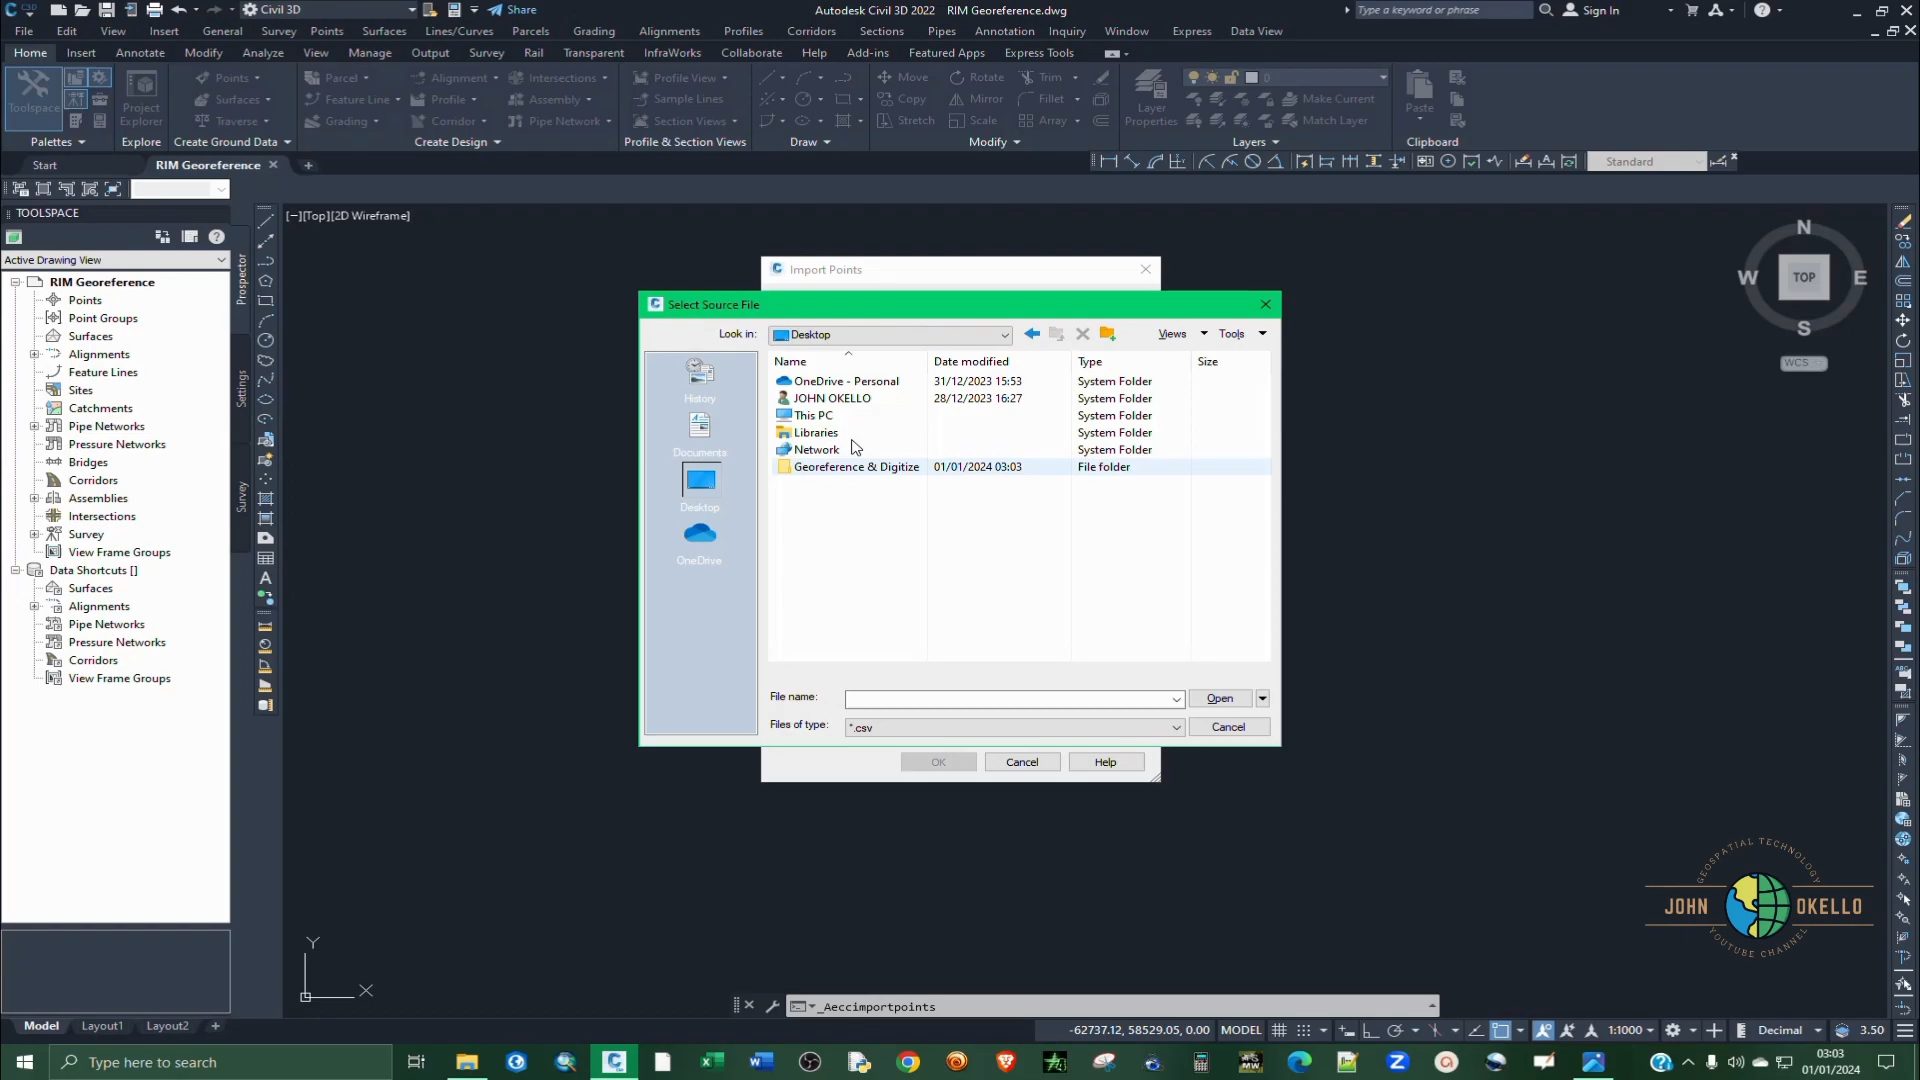 Civil 3D
Share
Autodesk Civil 3D 2022 RIM Georeference.dwg
Type a keyword or phrase
Sign In
File Edit View Insert General Survey Points Surfaces Lines/Curves Parcels Grading Alignments Profiles Corridors Sections Pipes Annotation Inquiry Window Express Data View
Home Insert Annotate Modify Analyze View Manage Output Survey Rail Transparent InfraWorks Collaborate Help Add-ins Featured Apps Express Tools
Toolspace
Project Explorer
Points Parcel Alignment Intersections Profile View Move Rotate Trim 0
Surfaces Feature Line Profile Assembly Sample Lines Copy Mirror Fillet Make Current
Traverse Grading Corridor Pipe Network Section Views Stretch Scale Array Match Layer
Layer Properties
Paste
Palettes Explore Create Ground Data Create Design Profile & Section Views Draw Modify Layers Clipboard
Start
RIM Georeference
Standard
TOOLSPACE
[−][Top][2D Wireframe]
Active Drawing View
RIM Georeference
Points
Point Groups
Surfaces
Alignments
Feature Lines
Sites
Catchments
Pipe Networks
Pressure Networks
Bridges
Corridors
Assemblies
Intersections
Survey
View Frame Groups
Data Shortcuts []
Surfaces
Alignments
Pipe Networks
Pressure Networks
Corridors
View Frame Groups
Prospector
Settings
Survey
Import Points
Select Source File
Look in: Desktop
Views Tools
Name Date modified Type Size
OneDrive - Personal 31/12/2023 15:53 System Folder
JOHN OKELLO 28/12/2023 16:27 System Folder
This PC System Folder
Libraries System Folder
Network System Folder
Georeference & Digitize 01/01/2024 03:03 File folder
History
Documents
Desktop
OneDrive
File name: Open
Files of type: *.csv Cancel
OK Cancel Help
N
W TOP E
S
WCS
GEOSPATIAL TECHNOLOGY
JOHN OKELLO
YOUTUBE CHANNEL
Y
X
_Aeccimportpoints
Model Layout1 Layout2 +
-62737.12, 58529.05, 0.00 MODEL 1:1000 Decimal 3.50
Type here to search
03:03
01/01/2024